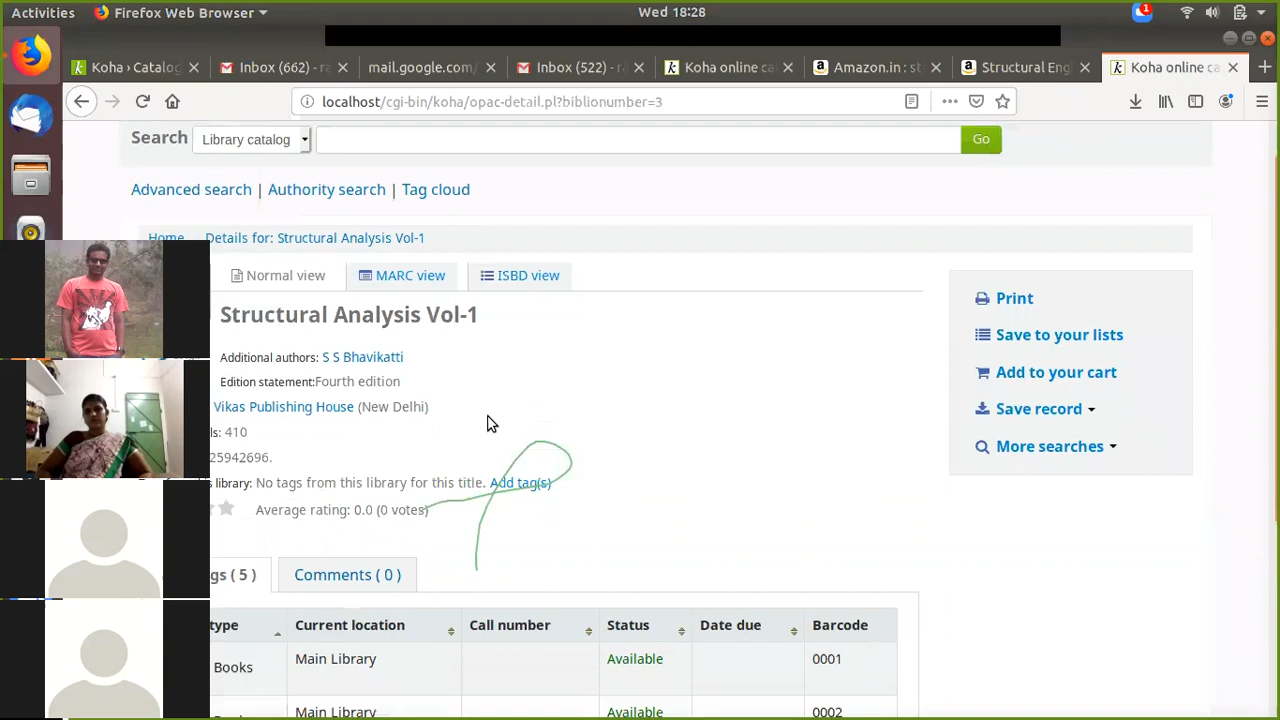 Activities Firefox Web Browser Wed 18:28 1
Koha › Catalog Inbox (662) - ra mail.google.com/ Inbox (522) - ra Koha online ca Amazon.in : st Structural Eng Koha online ca
localhost/cgi-bin/koha/opac-detail.pl?biblionumber=3
Search Library catalog Go
Advanced search | Authority search | Tag cloud
Home Details for: Structural Analysis Vol-1
Normal view MARC view ISBD view
Print
Structural Analysis Vol-1
Save to your lists
Additional authors: S S Bhavikatti
Add to your cart
Edition statement:Fourth edition
Vikas Publishing House (New Delhi)
Save record
ls: 410
More searches
25942696.
s library: No tags from this library for this title. Add tag(s)
Average rating: 0.0 (0 votes)
gs ( 5 ) Comments ( 0 )
type Current location Call number Status Date due Barcode
Books Main Library Available 0001
Main Library Available 0002